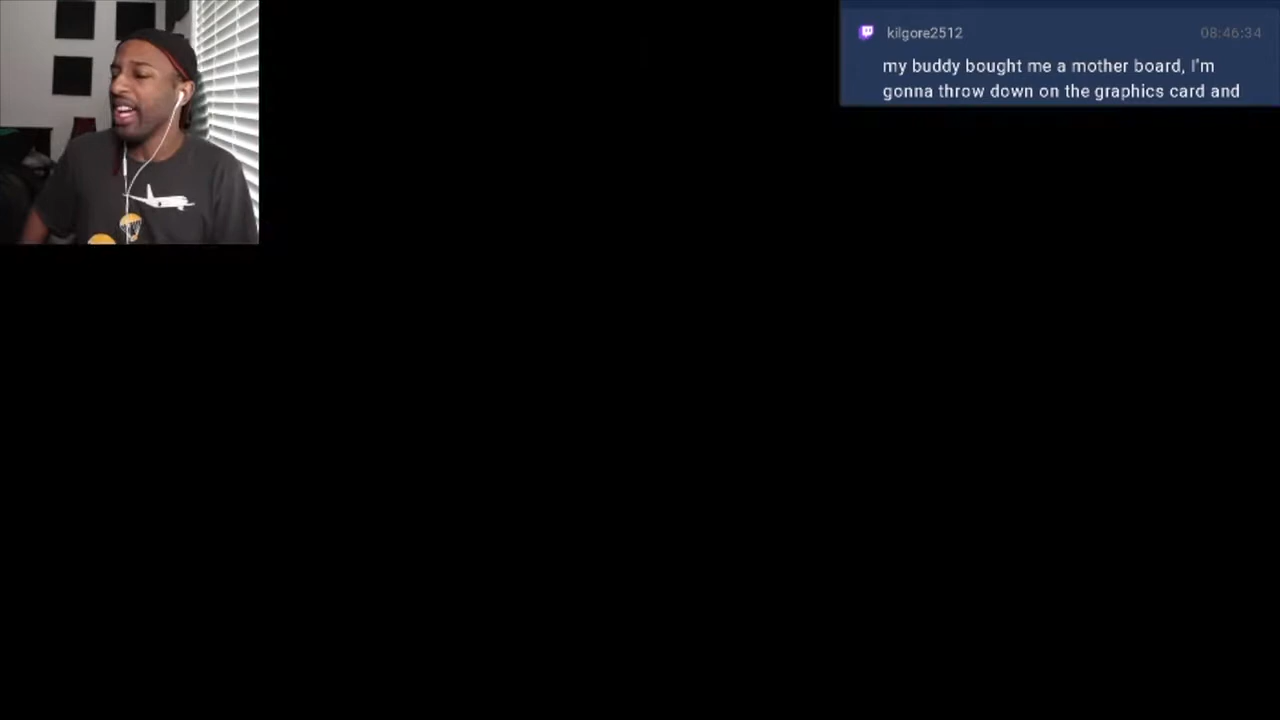 kilgore2512 08:46:34
my buddy bought me a mother board, I'm
gonna throw down on the graphics card and